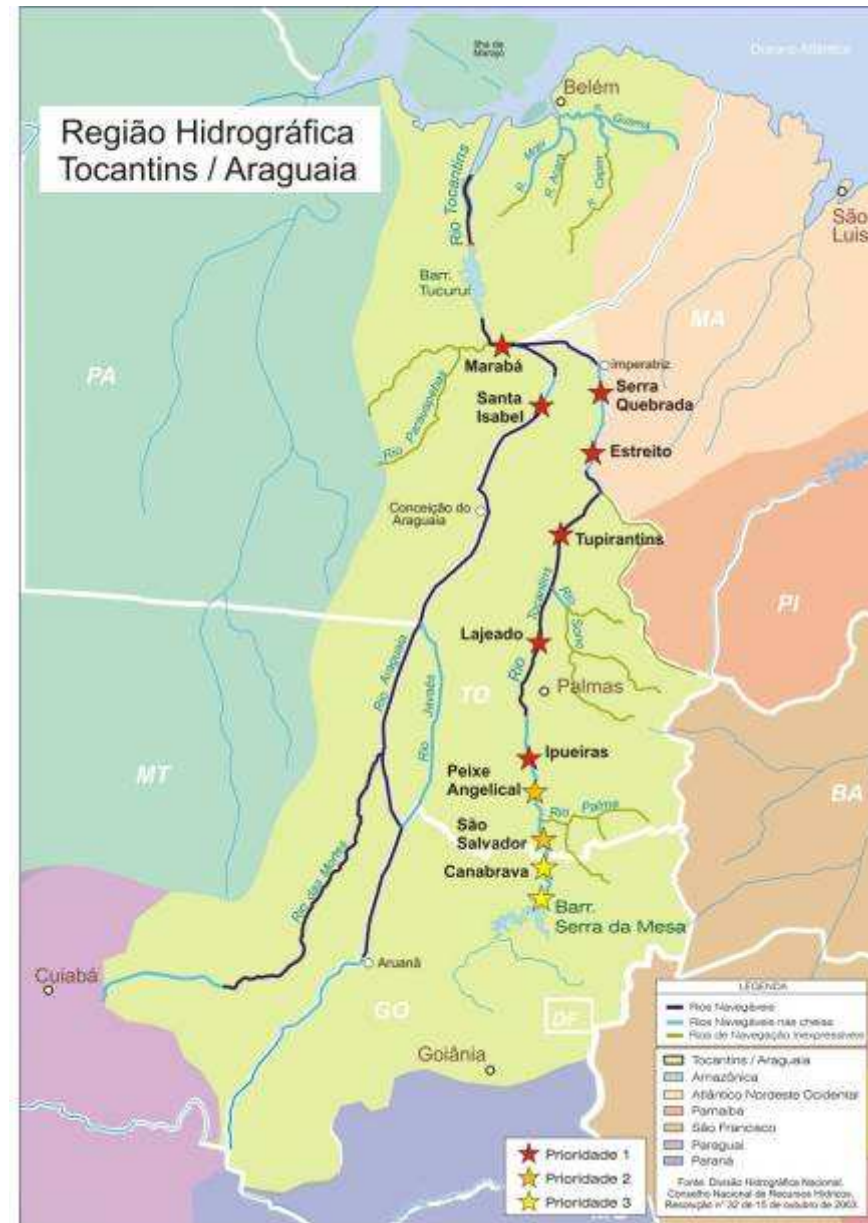 Ilha de
Marajó
Oceano Atlântico
Região Hidrográfica
Tocantins / Araguaia
Belém
R. Moju
R. Acará
R. Capim
Guamá
Rio Tocantins
São
Luis
Barr.
Tucuruí
MA
PA
Marabá
Imperatriz
Santa
Isabel
Serra
Quebrada
Rio Parauapebas
Estreito
Conceição do
Araguaia
Tupirantins
PI
Rio Tocantins
Rio Sono
Lajeado
Rio Araguaia
Rio Javaés
TO
Palmas
MT
Ipueiras
Peixe
Angelical
BA
Rio Palma
São
Salvador
Canabrava
Rio das Mortes
Barr.
Serra da Mesa
Cuiabá
Aruanã
GO
DF
Goiânia
LEGENDA
Rios Navegáveis
Rios Navegáveis nas cheias
Rios de Navegação Inexpressíveis
Tocantins / Araguaia
Amazônica
Atlântico Nordeste Ocidental
Parnaíba
São Francisco
Paraguai
Paraná
Fonte: Divisão Hidrográfica Nacional,
Conselho Nacional de Recursos Hídricos,
Resolução nº 32 de 15 de outubro de 2003.
Prioridade 1
Prioridade 2
Prioridade 3